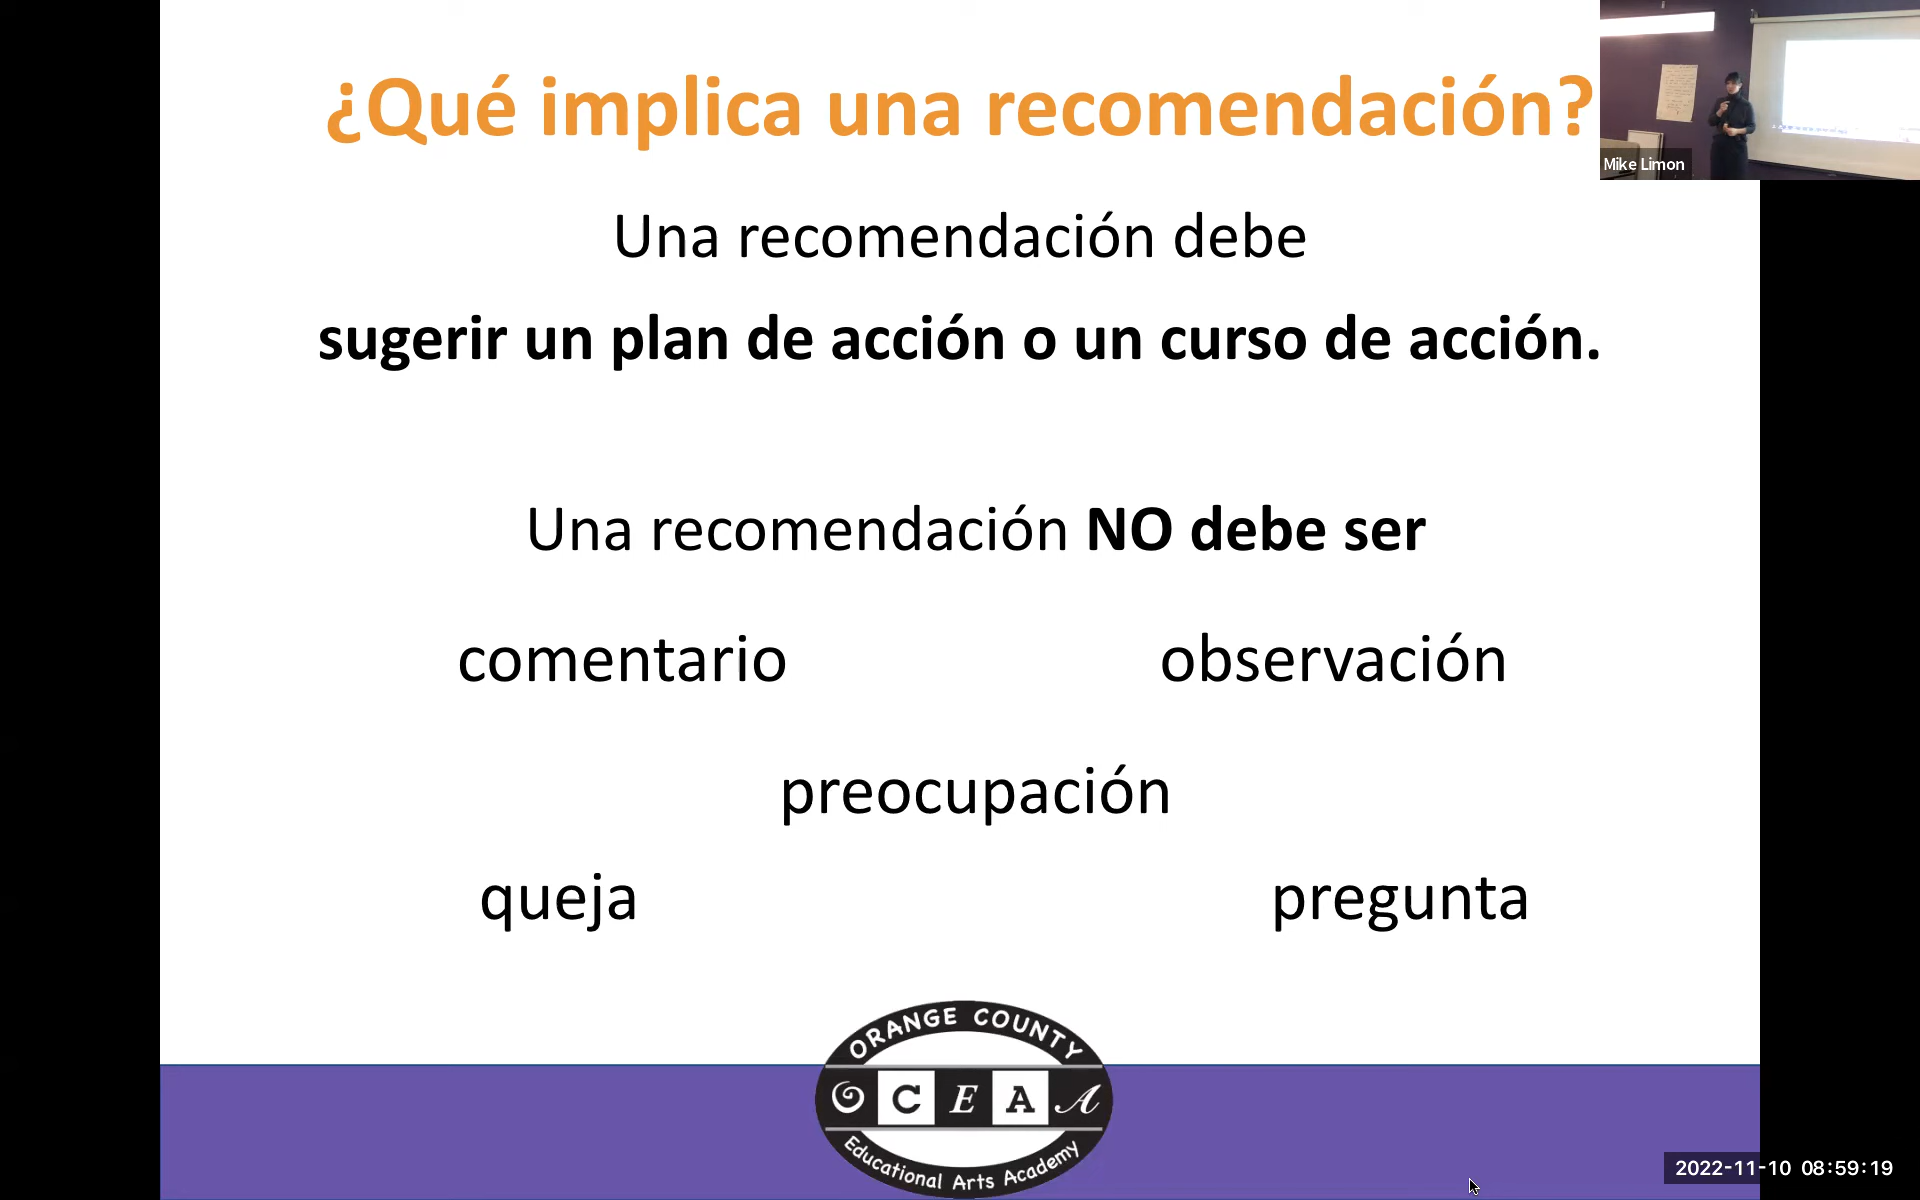 ¿Qué implica una recomendación?
Mike Limon
Una recomendación debe
sugerir un plan de acción o un curso de acción.
Una recomendación NO debe ser
comentario observación
preocupación
queja pregunta
ORANGE COUNTY
OCEAA
Educational Arts Academy
2022-11-10 08:59:19